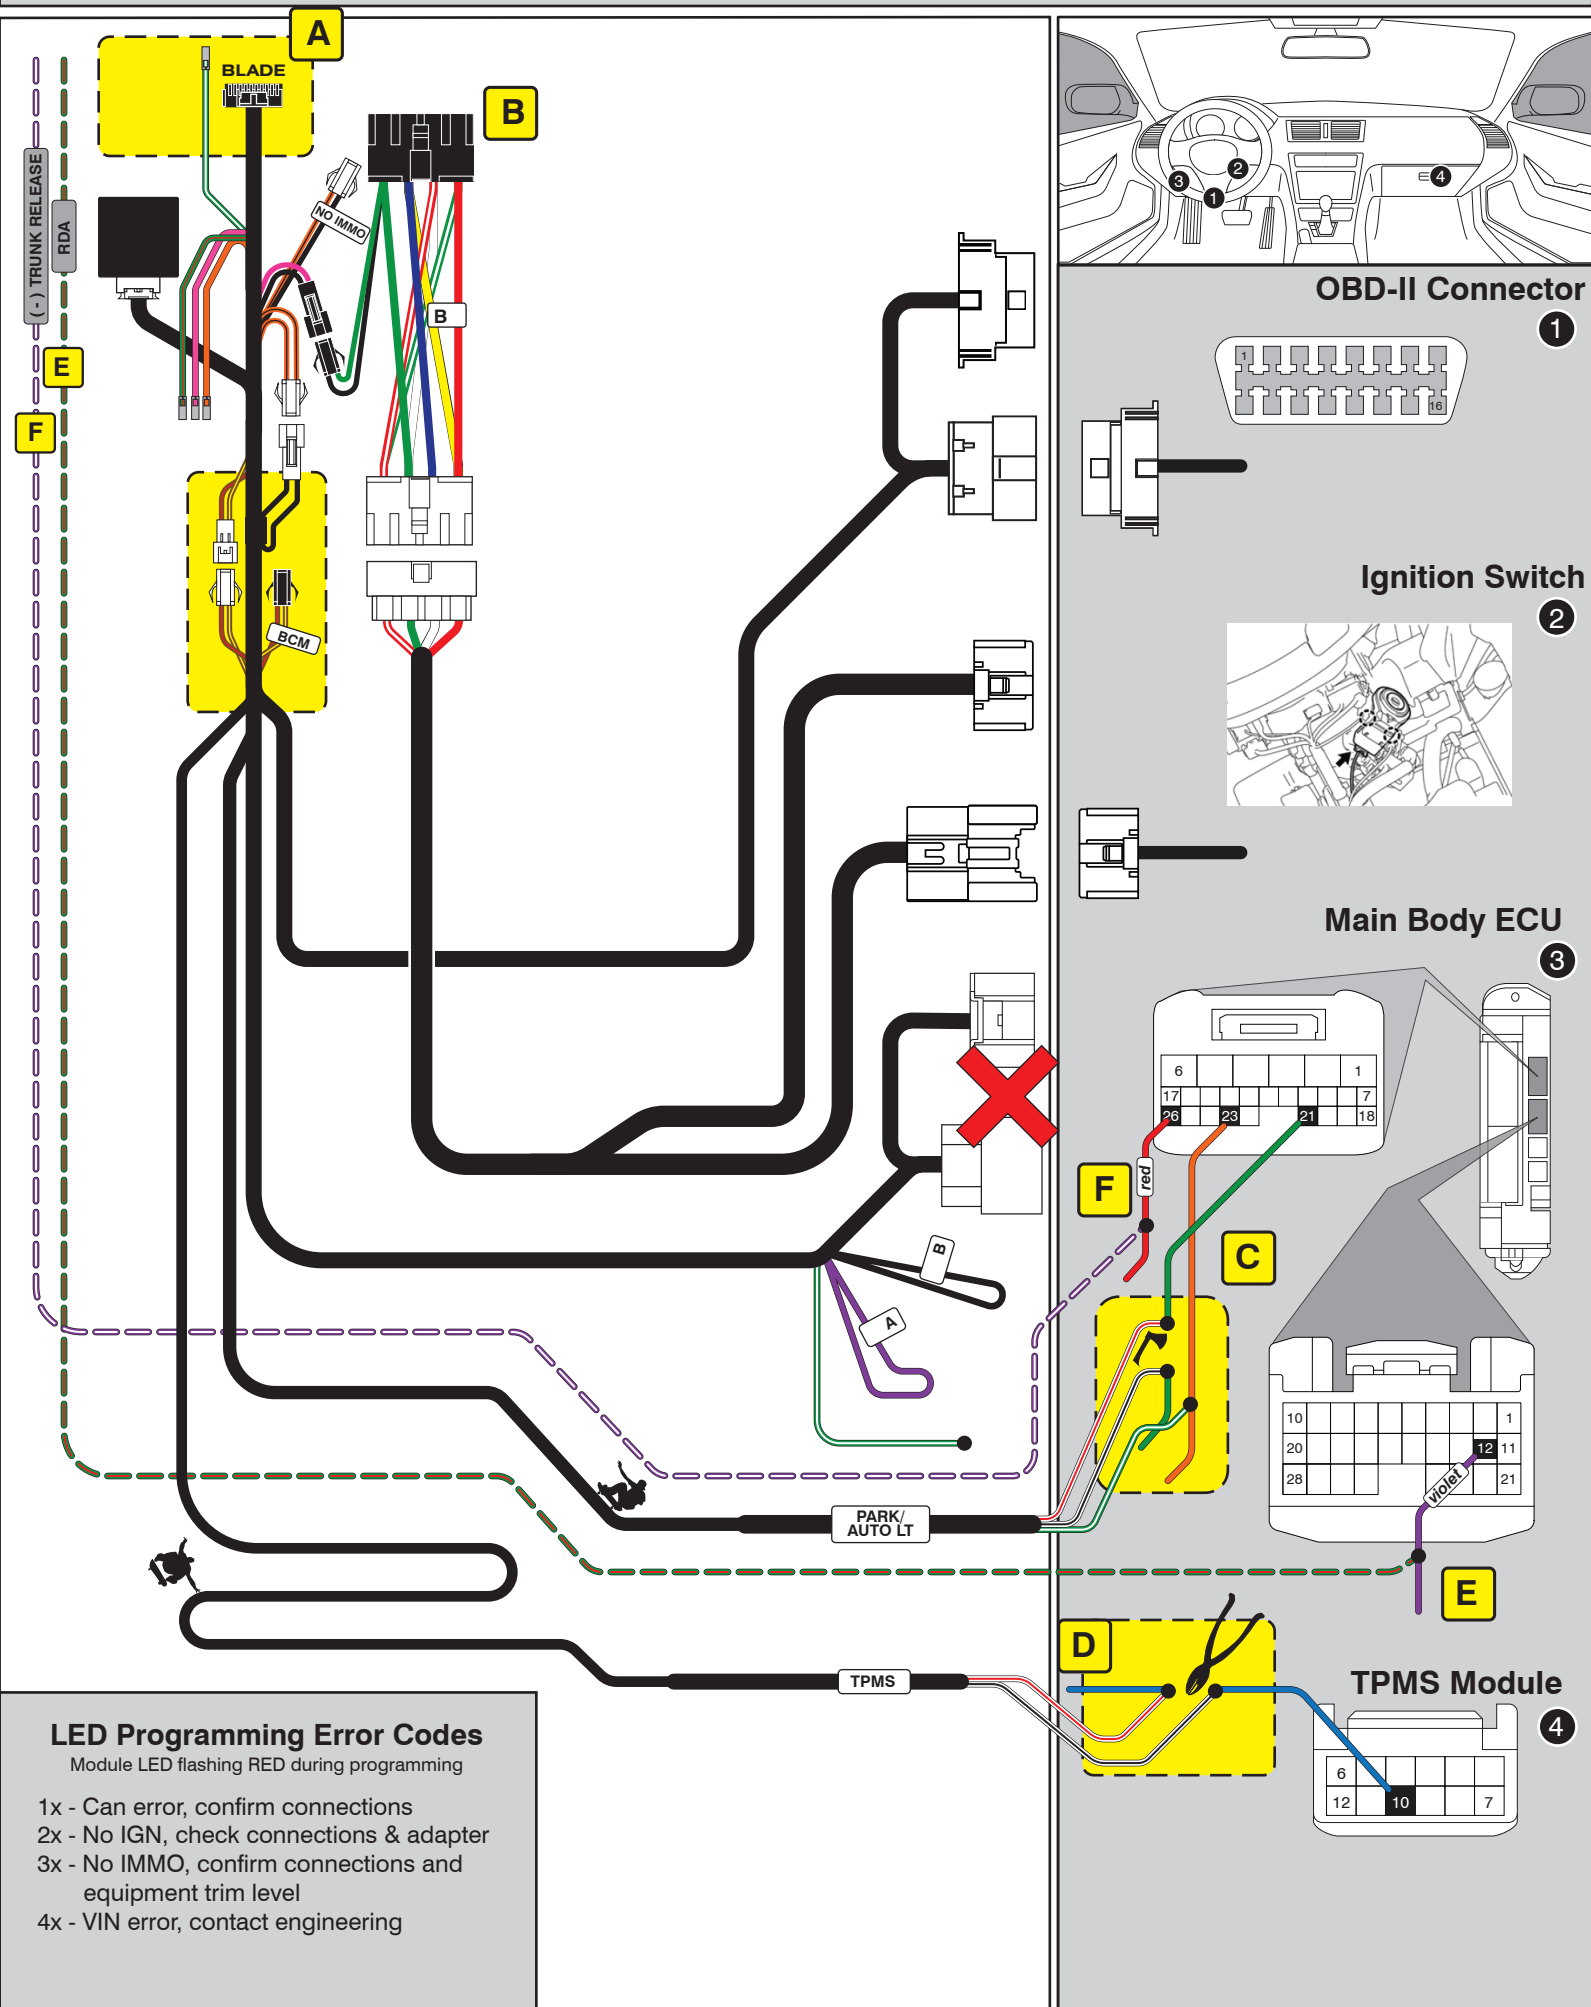 A
BLADE
B
(-) TRUNK RELEASE
RDA
NO IMMO
B
E
F
BCM
3
2
1
4
OBD-II Connector
1
1
16
Ignition Switch
2
Main Body ECU
3
6
1
17
7
26
23
21
18
F
red
C
B
A
10
1
20
12
11
28
21
violet
PARK/
AUTO LT
E
D
TPMS
TPMS Module
4
6
12
10
7
LED Programming Error Codes
Module LED flashing RED during programming
1x - Can error, confirm connections
2x - No IGN, check connections & adapter
3x - No IMMO, confirm connections and
equipment trim level
4x - VIN error, contact engineering